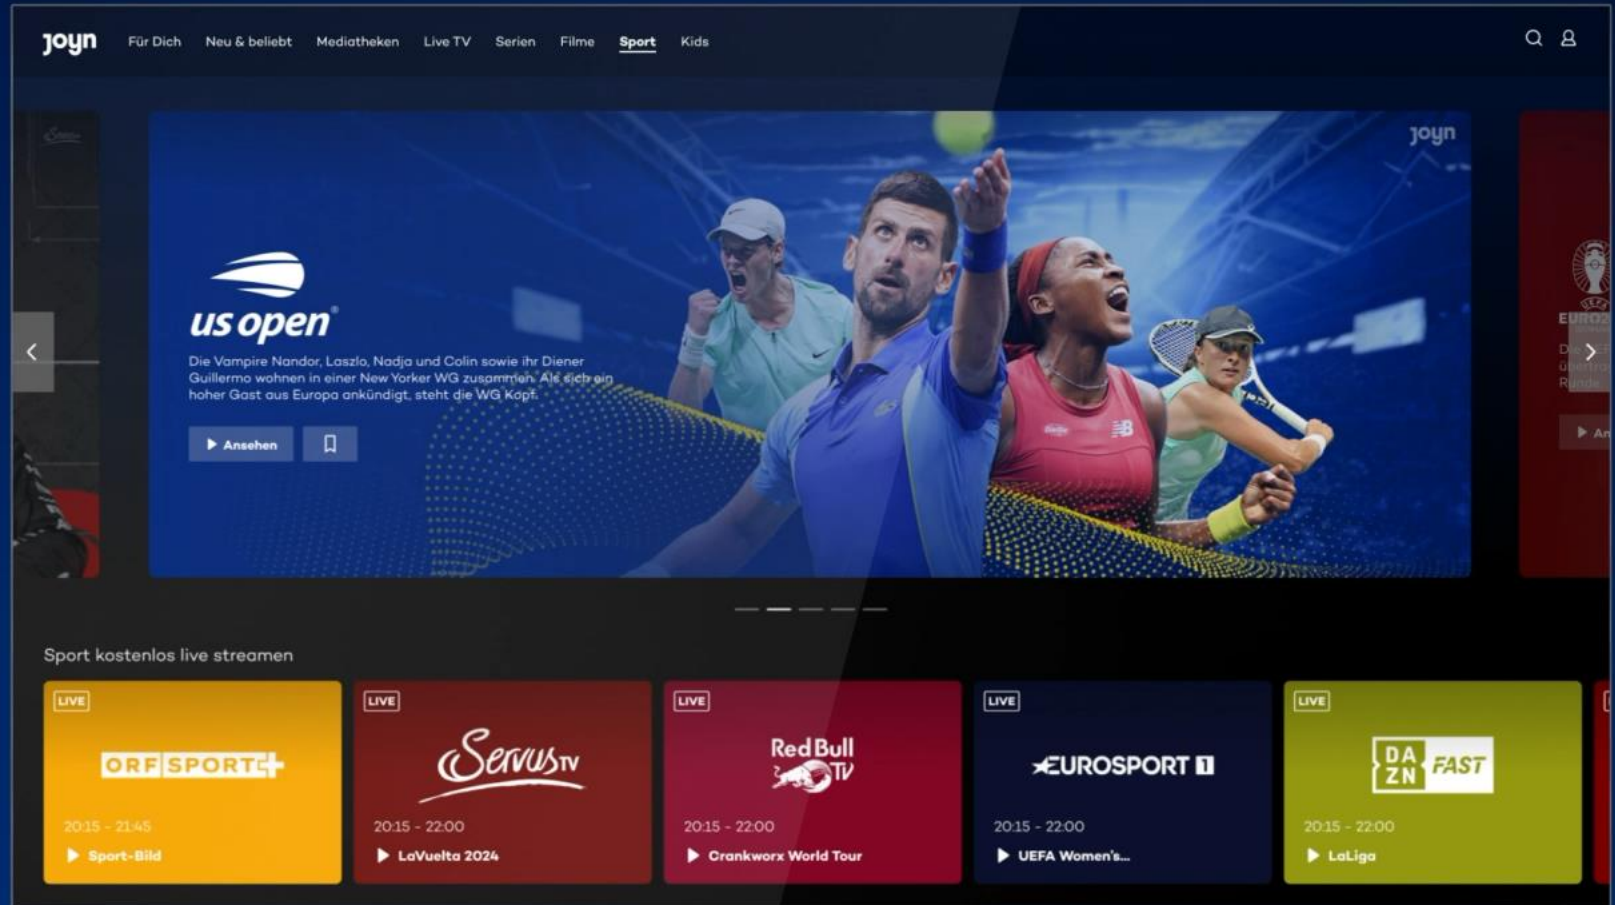 joyn
Für Dich
Neu & beliebt
Mediatheken
Live TV
Serien
Filme
Sport
Kids
joyn
us open®
Die Vampire Nandor, Laszlo, Nadja und Colin sowie ihr Diener
Guillermo wohnen in einer New Yorker WG zusammen. Als sich ein
hoher Gast aus Europa ankündigt, steht die WG Kopf.
Ansehen
UEFA
EURO2
Sport kostenlos live streamen
LIVE
ORF SPORT+
20:15 - 21:45
Sport-Bild
LIVE
ServusTV
20:15 - 22:00
LaVuelta 2024
LIVE
Red Bull
TV
20:15 - 22:00
Crankworx World Tour
LIVE
EUROSPORT 1
20:15 - 22:00
UEFA Women's...
LIVE
DA
ZN FAST
20:15 - 22:00
LaLiga